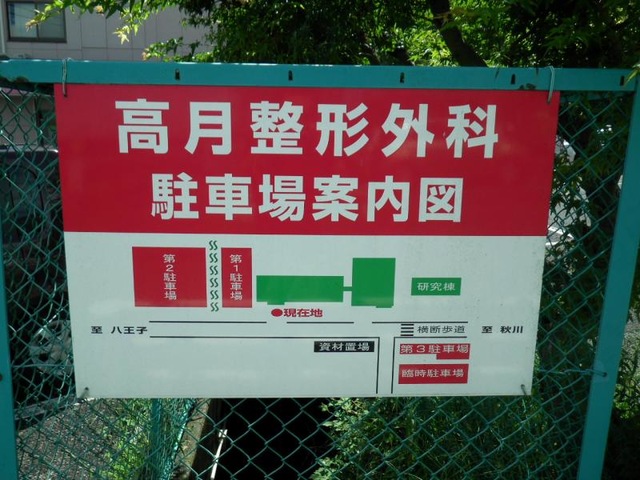 高月整形外科
駐車場案内図
第2駐車場
第1駐車場
研究棟
●現在地
至 八王子
横断歩道
至 秋川
資材置場
第3駐車場
臨時駐車場